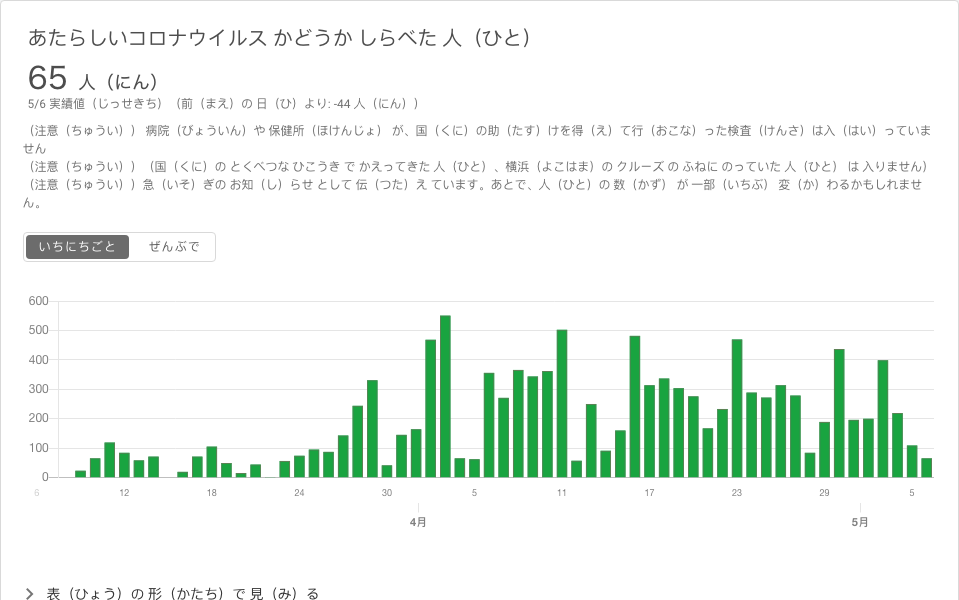 あたらしいコロナウイルス かどうか しらべた 人（ひと）
65 人（にん）
5/6 実績値（じっせきち）（前（まえ）の 日（ひ）より: -44 人（にん））
（注意（ちゅうい）） 病院（びょういん）や 保健所（ほけんじょ） が、国（くに）の助（たす）けを得（え）て行（おこな）った検査（けんさ）は入（はい）っていま
せん
（注意（ちゅうい））（国（くに）の とくべつな ひこうき で かえってきた 人（ひと）、横浜（よこはま）の クルーズ の ふねに のっていた 人（ひと） は 入りません）
（注意（ちゅうい））急（いそ）ぎの お知（し）らせ として 伝（つた）え ています。あとで、人（ひと）の 数（かず） が 一部（いちぶ） 変（か）わるかもしれませ
ん。
いちにちごと ぜんぶで
600
500
400
300
200
100
0
6 12 18 24 30 5 11 17 23 29 5
4月 5月
表（ひょう）の 形（かたち）で 見（み）る